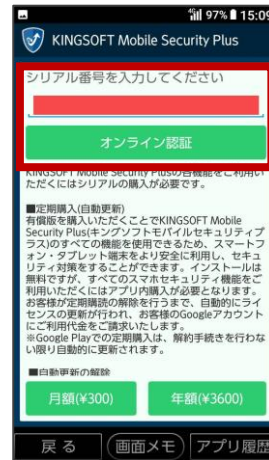 97% 15:09
KINGSOFT Mobile Security Plus
シリアル番号を入力してください
オンライン認証
KINGSOFT Mobile Security Plusの各機能をご利用い
ただくにはシリアルの購入が必要です。
■定期購入(自動更新)
有償版を購入いただくことでKINGSOFT Mobile
Security Plus(キングソフトモバイルセキュリティプ
ラス)のすべての機能を使用できるため、スマートフ
ォン・タブレット端末をより安全に利用し、セキュ
リティ対策をすることができます。インストールは
無料ですが、すべてのスマホセキュリティ機能をご
利用いただくにはアプリ内購入が必要となります。
お客様が定期購読の解除を行うまで、自動的にライ
センスの更新が行われ、お客様のGoogleアカウント
にご利用代金をご請求いたします。
※Google Playでの定期購入は、解約手続きを行わな
い限り自動的に更新されます。
■自動更新の解除
月額(¥300) 年額(¥3600)
戻る 画面メモ アプリ履歴